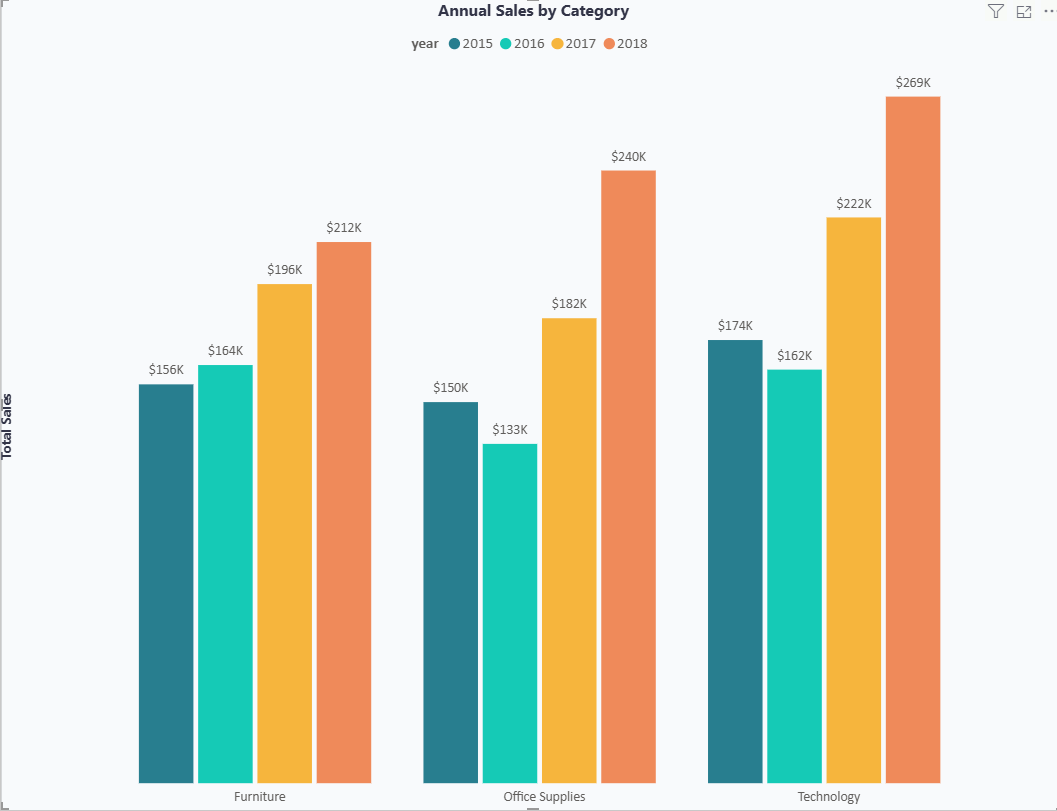 Annual Sales by Category
year 2015 2016 2017 2018
Total Sales
$156K
$164K
$196K
$212K
$150K
$133K
$182K
$240K
$174K
$162K
$222K
$269K
Furniture
Office Supplies
Technology